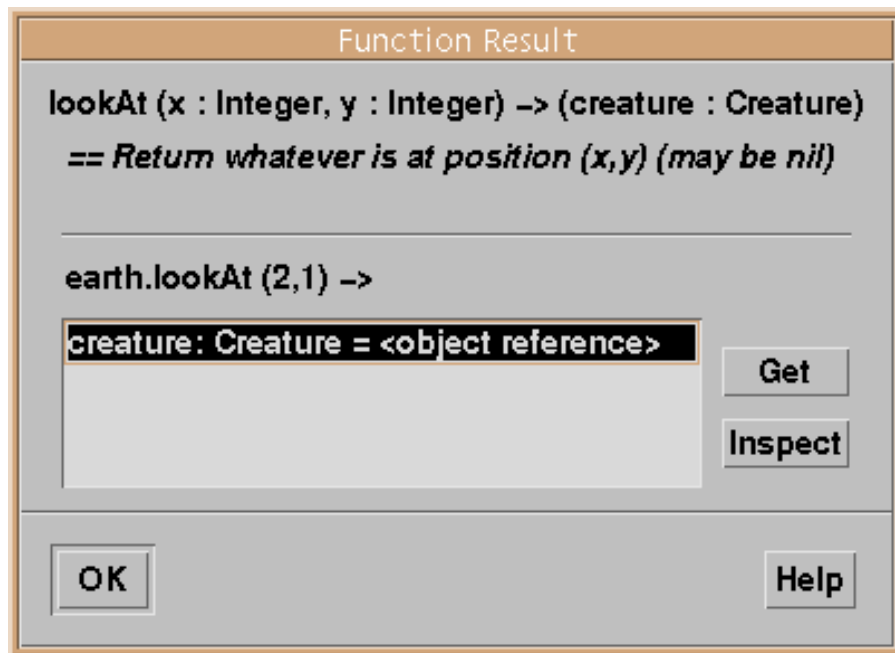 Function Result
lookAt (x : Integer, y : Integer) −> (creature : Creature)
== Return whatever is at position (x,y) (may be nil)
earth.lookAt (2,1) −>
creature: Creature = <object reference>
Get
Inspect
OK
Help